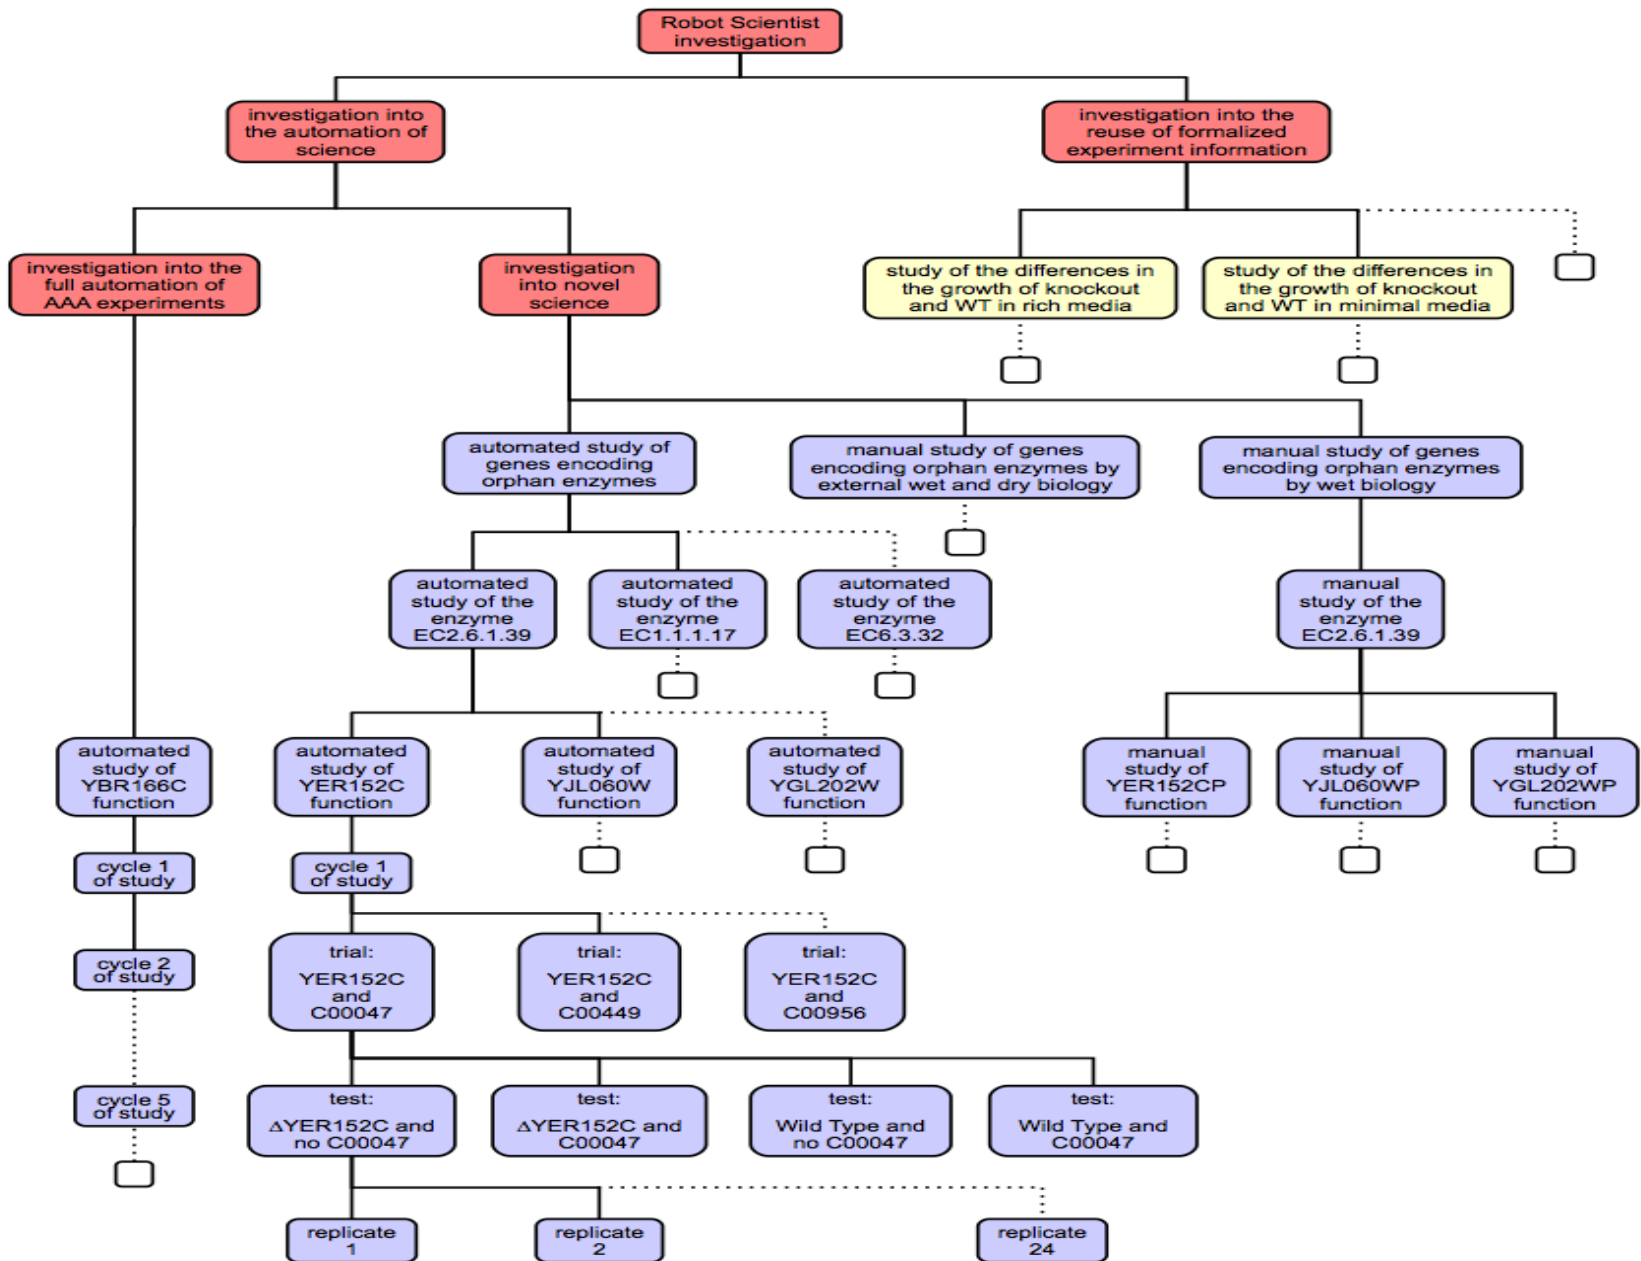 Robot Scientist
investigation
investigation into
the automation of
science
investigation into the
reuse of formalized
experiment information
investigation into the
full automation of
AAA experiments
investigation
into novel
science
study of the differences in
the growth of knockout
and WT in rich media
study of the differences in
the growth of knockout
and WT in minimal media
automated study of
genes encoding
orphan enzymes
manual study of genes
encoding orphan enzymes by
external wet and dry biology
manual study of genes
encoding orphan enzymes
by wet biology
automated
study of the
enzyme
EC2.6.1.39
automated
study of the
enzyme
EC1.1.1.17
automated
study of the
enzyme
EC6.3.32
manual
study of the
enzyme
EC2.6.1.39
automated
study of
YBR166C
function
automated
study of
YER152C
function
automated
study of
YJL060W
function
automated
study of
YGL202W
function
manual
study of
YER152CP
function
manual
study of
YJL060WP
function
manual
study of
YGL202WP
function
cycle 1
of study
cycle 1
of study
cycle 2
of study
trial:
YER152C
and
C00047
trial:
YER152C
and
C00449
trial:
YER152C
and
C00956
cycle 5
of study
test:
ΔYER152C and
no C00047
test:
ΔYER152C and
C00047
test:
Wild Type and
no C00047
test:
Wild Type and
C00047
replicate
1
replicate
2
replicate
24